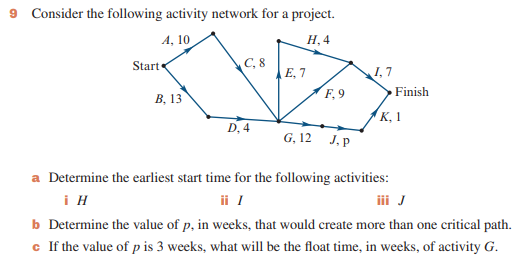 9 Consider the following activity network for a project.
A, 10
H, 4
Start
C, 8
E, 7
I, 7
B, 13
F, 9
Finish
D, 4
K, 1
G, 12
J, p
a Determine the earliest start time for the following activities:
i H ii I iii J
b Determine the value of p, in weeks, that would create more than one critical path.
c If the value of p is 3 weeks, what will be the float time, in weeks, of activity G.